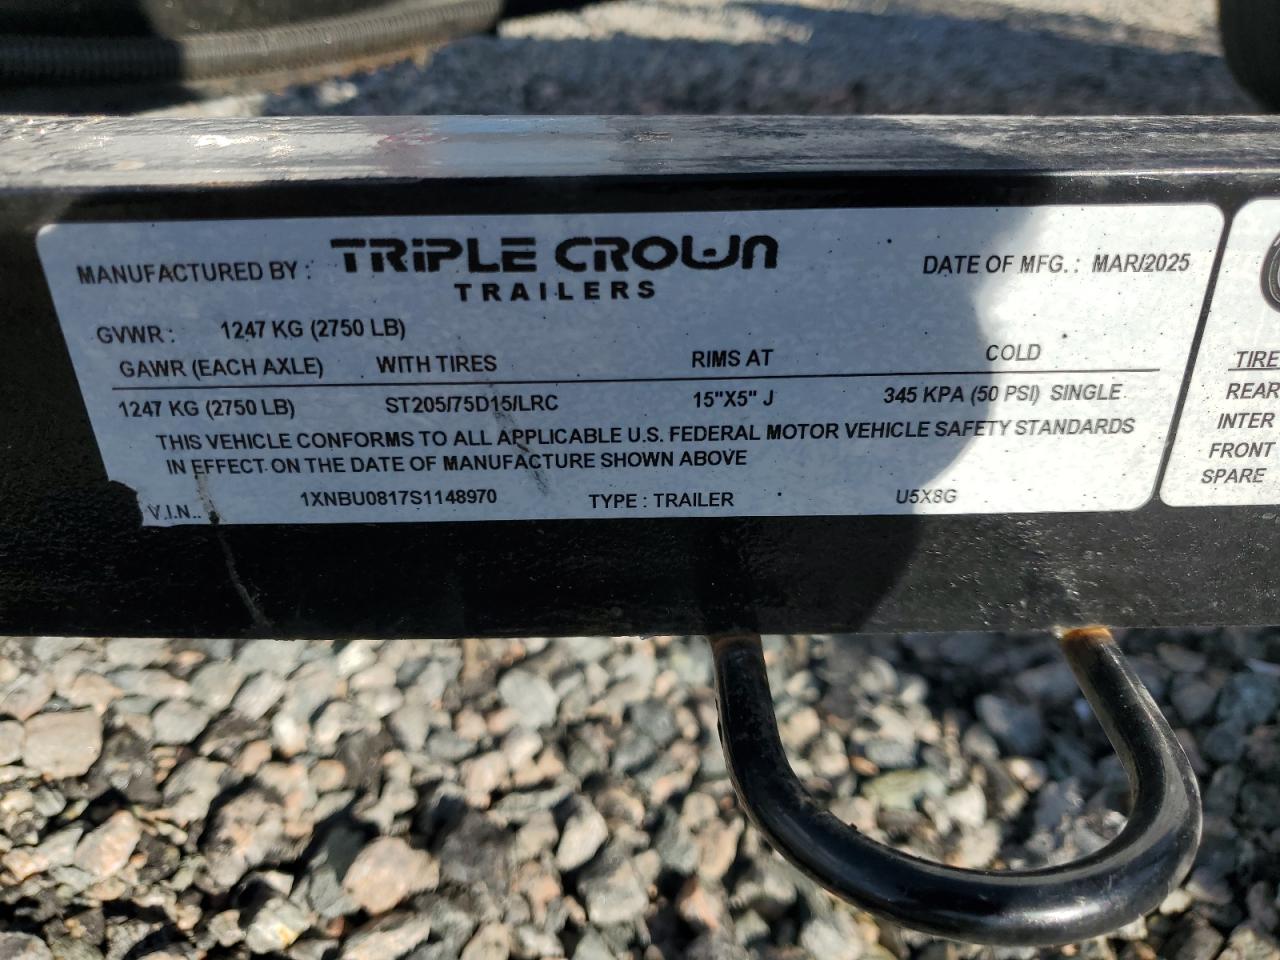 MANUFACTURED BY : TRIPLE CROWN TRAILERS DATE OF MFG. : MAR/2025
GVWR : 1247 KG (2750 LB)
GAWR (EACH AXLE) WITH TIRES RIMS AT COLD
1247 KG (2750 LB) ST205/75D15/LRC 15"X5" J 345 KPA (50 PSI) SINGLE
THIS VEHICLE CONFORMS TO ALL APPLICABLE U.S. FEDERAL MOTOR VEHICLE SAFETY STANDARDS
IN EFFECT ON THE DATE OF MANUFACTURE SHOWN ABOVE
V.I.N.. 1XNBU0817S1148970 TYPE : TRAILER U5X8G
TIRE
REAR
INTER
FRONT
SPARE